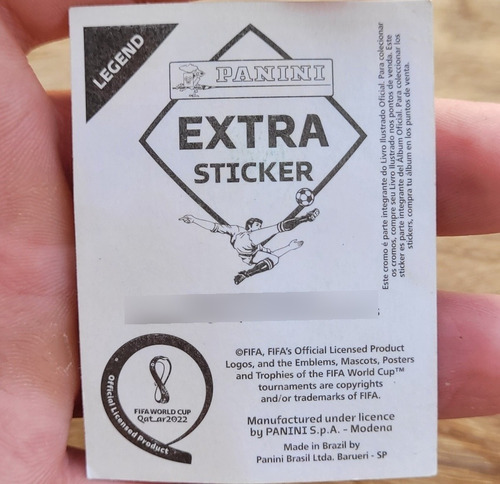 LEGEND
PANINI
EXTRA
STICKER
Este cromo é parte integrante do Livro Ilustrado Oficial. Para colecionar
os cromos, compre seu Livro Ilustrado nos pontos de venda. Este
sticker es parte integrante del Álbum Oficial. Para coleccionar los
stickers, compra tu álbum en los puntos de venta.
©FIFA, FIFA's Official Licensed Product
Logos, and the Emblems, Mascots, Posters
and Trophies of the FIFA World Cup™
tournaments are copyrights
and/or trademarks of FIFA.
Official Licensed Product
FIFA WORLD CUP
Qatar2022
Manufactured under licence
by PANINI S.p.A. - Modena
Made in Brazil by
Panini Brasil Ltda. Barueri - SP